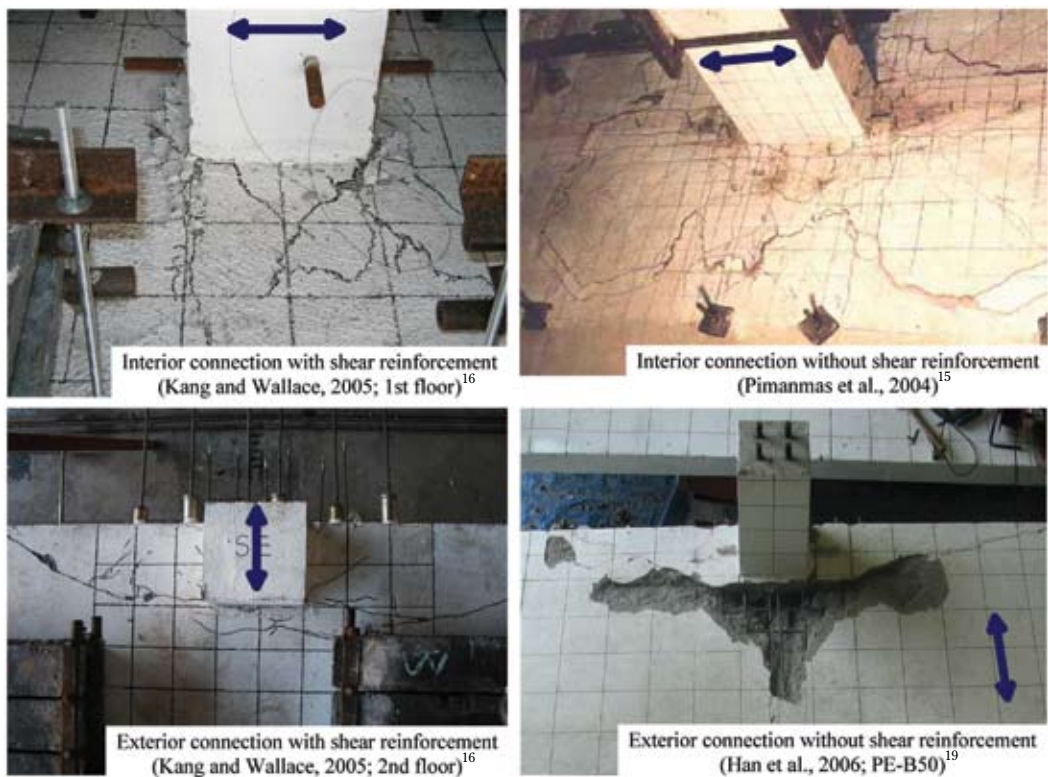 Interior connection with shear reinforcement
(Kang and Wallace, 2005; 1st floor)16
Interior connection without shear reinforcement
(Pimanmas et al., 2004)15
S E
Exterior connection with shear reinforcement
(Kang and Wallace, 2005; 2nd floor)16
Exterior connection without shear reinforcement
(Han et al., 2006; PE-B50)19